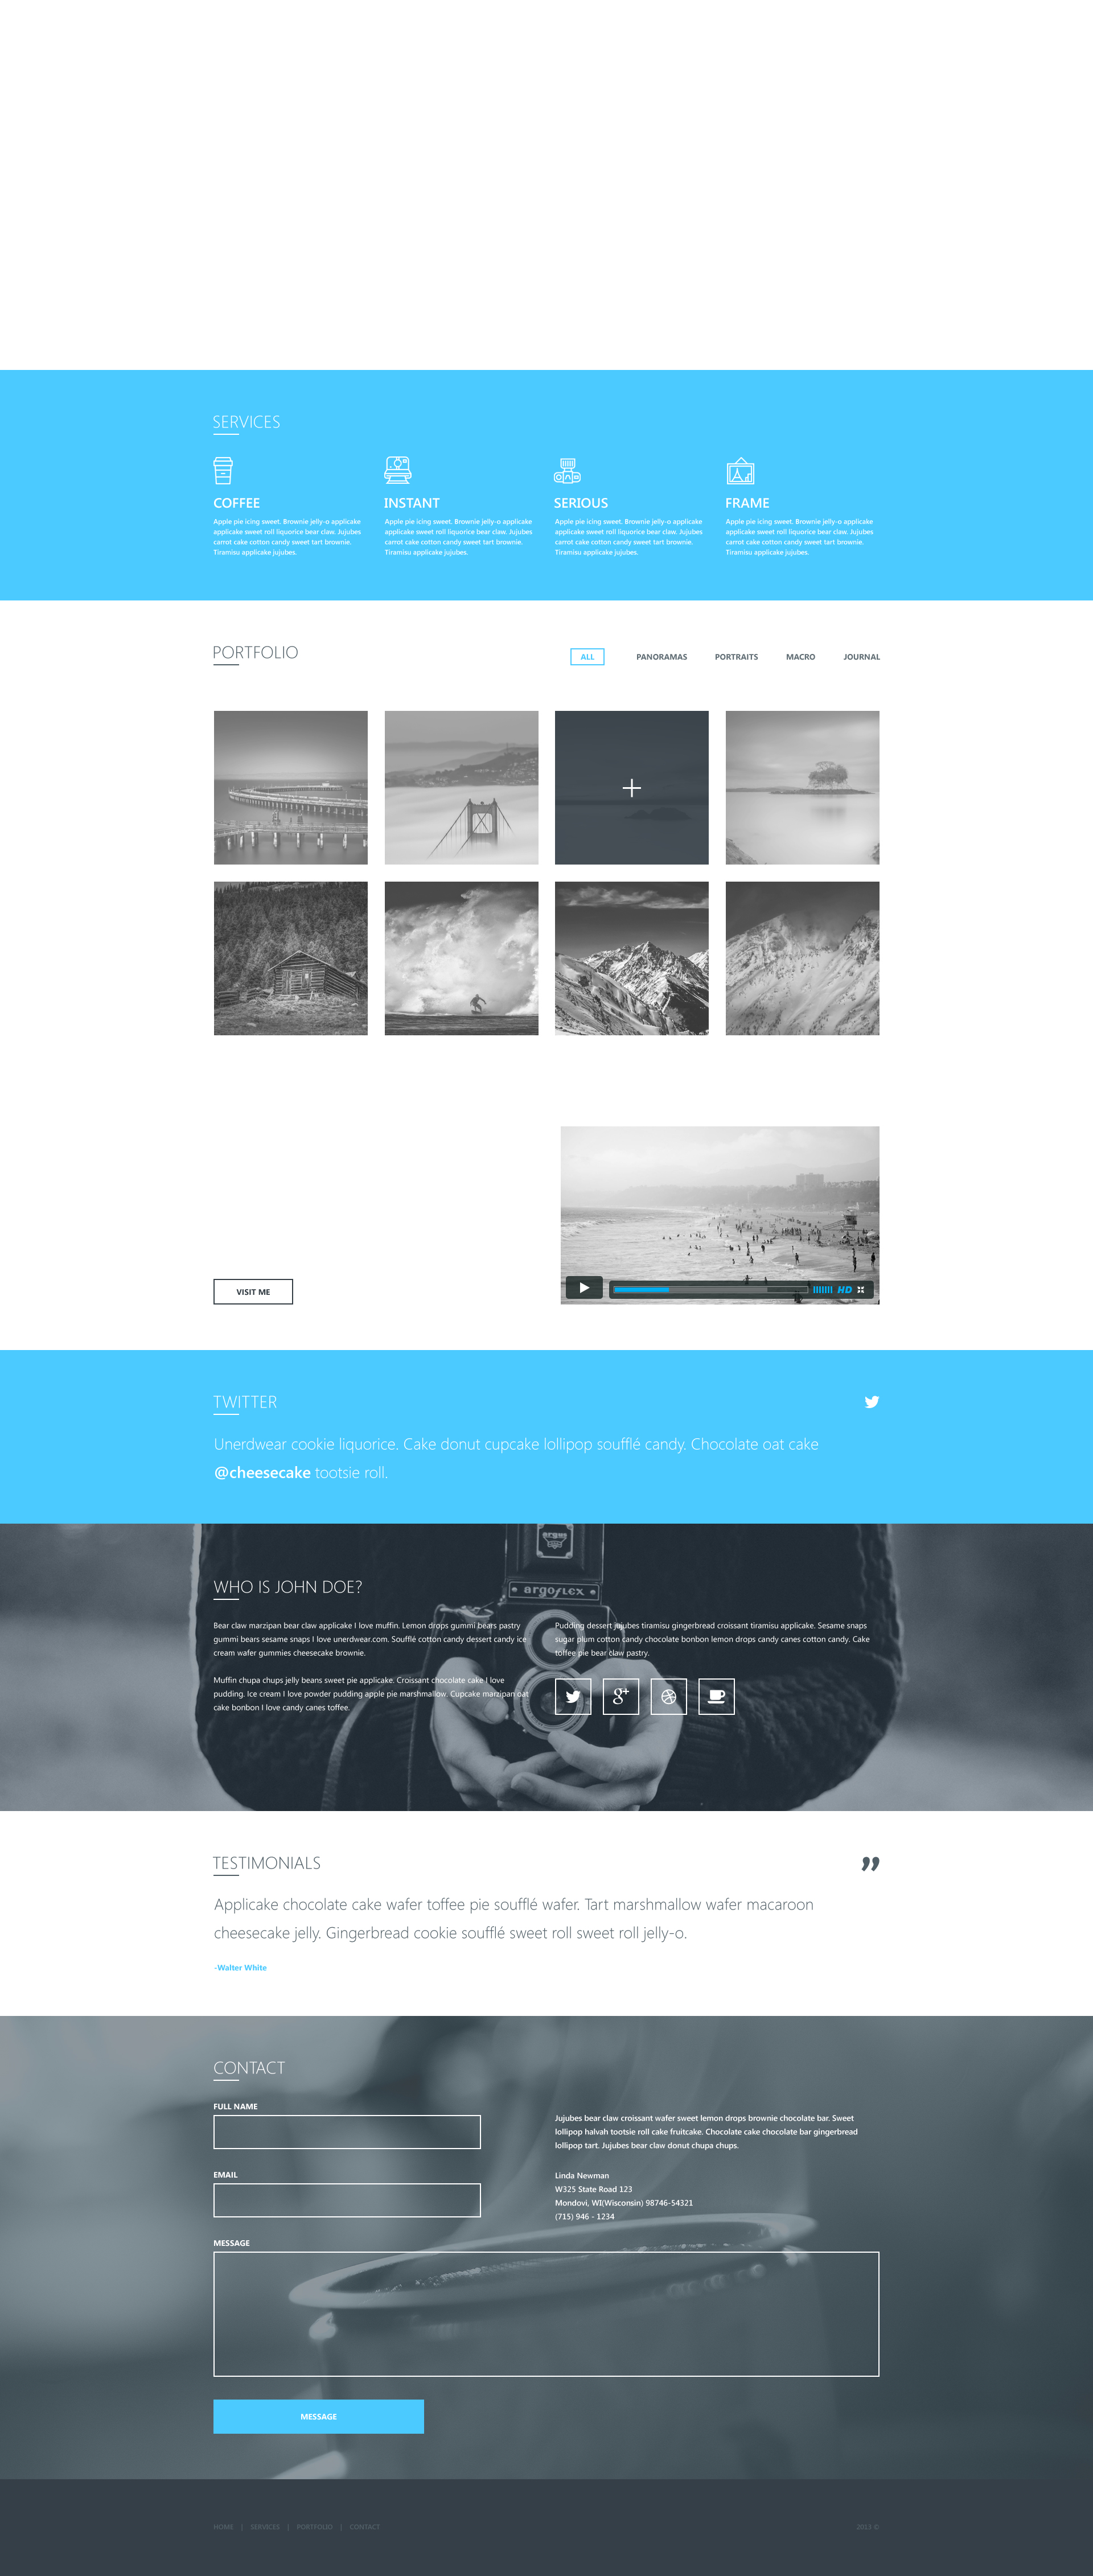 SERVICES
COFFEE
Apple pie icing sweet. Brownie jelly-o applicake
applicake sweet roll liquorice bear claw. Jujubes
carrot cake cotton candy sweet tart brownie.
Tiramisu applicake jujubes.
INSTANT
Apple pie icing sweet. Brownie jelly-o applicake
applicake sweet roll liquorice bear claw. Jujubes
carrot cake cotton candy sweet tart brownie.
Tiramisu applicake jujubes.
SERIOUS
Apple pie icing sweet. Brownie jelly-o applicake
applicake sweet roll liquorice bear claw. Jujubes
carrot cake cotton candy sweet tart brownie.
Tiramisu applicake jujubes.
FRAME
Apple pie icing sweet. Brownie jelly-o applicake
applicake sweet roll liquorice bear claw. Jujubes
carrot cake cotton candy sweet tart brownie.
Tiramisu applicake jujubes.
PORTFOLIO
ALL PANORAMAS PORTRAITS MACRO JOURNAL
VISIT ME
HD
TWITTER
Unerdwear cookie liquorice. Cake donut cupcake lollipop soufflé candy. Chocolate oat cake
@cheesecake tootsie roll.
argus
argoflex
WHO IS JOHN DOE?
Bear claw marzipan bear claw applicake I love muffin. Lemon drops gummi bears pastry
gummi bears sesame snaps I love unerdwear.com. Soufflé cotton candy dessert candy ice
cream wafer gummies cheesecake brownie.
Muffin chupa chups jelly beans sweet pie applicake. Croissant chocolate cake I love
pudding. Ice cream I love powder pudding apple pie marshmallow. Cupcake marzipan oat
cake bonbon I love candy canes toffee.
Pudding dessert jujubes tiramisu gingerbread croissant tiramisu applicake. Sesame snaps
sugar plum cotton candy chocolate bonbon lemon drops candy canes cotton candy. Cake
toffee pie bear claw pastry.
g+
TESTIMONIALS
”
Applicake chocolate cake wafer toffee pie soufflé wafer. Tart marshmallow wafer macaroon
cheesecake jelly. Gingerbread cookie soufflé sweet roll sweet roll jelly-o.
-Walter White
CONTACT
FULL NAME
EMAIL
Jujubes bear claw croissant wafer sweet lemon drops brownie chocolate bar. Sweet
lollipop halvah tootsie roll cake fruitcake. Chocolate cake chocolate bar gingerbread
lollipop tart. Jujubes bear claw donut chupa chups.
Linda Newman
W325 State Road 123
Mondovi, WI(Wisconsin) 98746-54321
(715) 946 - 1234
MESSAGE
MESSAGE
HOME | SERVICES | PORTFOLIO | CONTACT
2013 ©